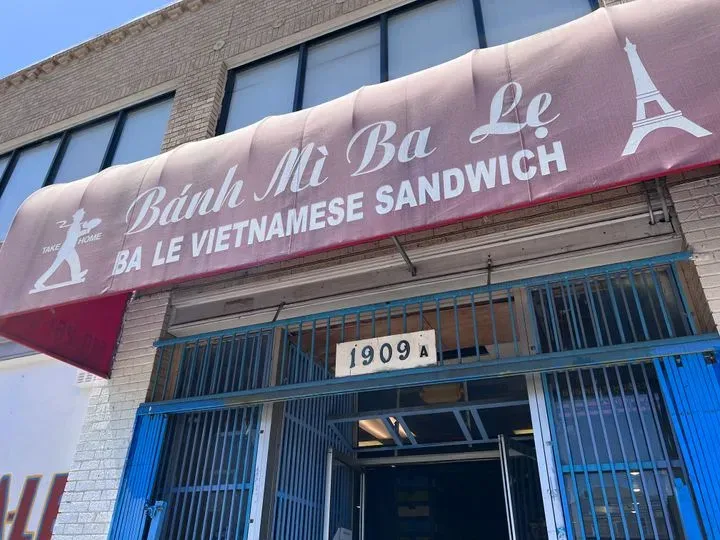 Bánh Mì Ba Lẹ
TAKE HOME
BA LE VIETNAMESE SANDWICH
1909 A